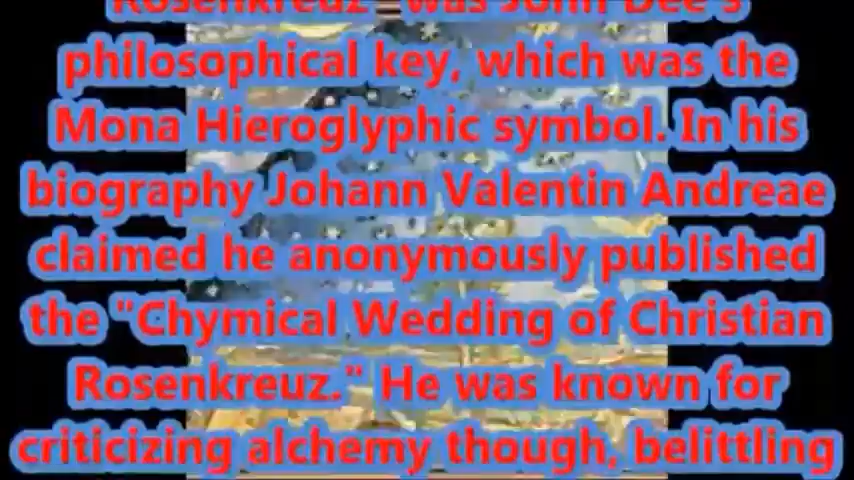 Rosenkreuz" was John Dee's
philosophical key, which was the
Mona Hieroglyphic symbol. In his
biography Johann Valentin Andreae
claimed he anonymously published
the "Chymical Wedding of Christian
Rosenkreuz." He was known for
criticizing alchemy though, belittling